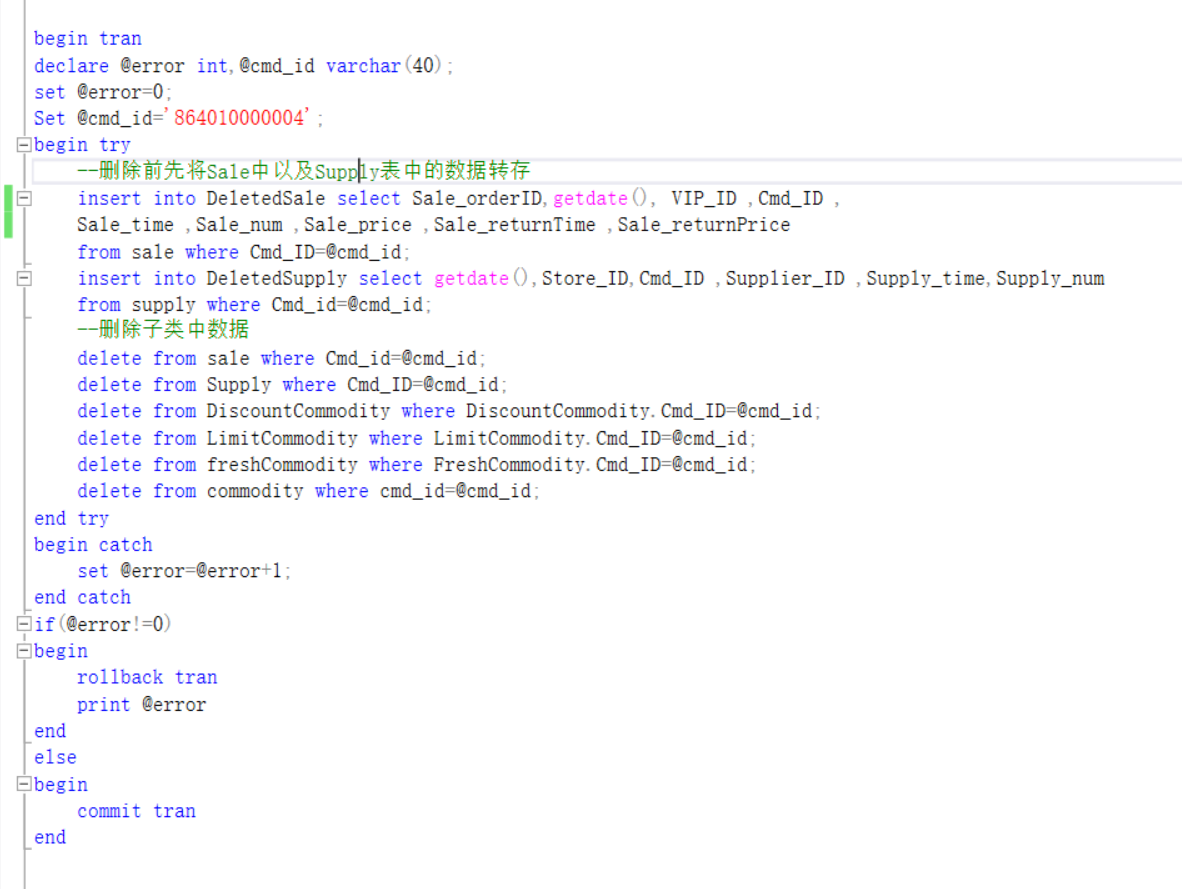 begin tran
declare @error int,@cmd_id varchar(40);
set @error=0;
Set @cmd_id='864010000004';
begin try
--删除前先将Sale中以及Supply表中的数据转存
insert into DeletedSale select Sale_orderID,getdate(), VIP_ID ,Cmd_ID ,
Sale_time ,Sale_num ,Sale_price ,Sale_returnTime ,Sale_returnPrice
from sale where Cmd_ID=@cmd_id;
insert into DeletedSupply select getdate(),Store_ID,Cmd_ID ,Supplier_ID ,Supply_time,Supply_num
from supply where Cmd_id=@cmd_id;
--删除子类中数据
delete from sale where Cmd_id=@cmd_id;
delete from Supply where Cmd_ID=@cmd_id;
delete from DiscountCommodity where DiscountCommodity.Cmd_ID=@cmd_id;
delete from LimitCommodity where LimitCommodity.Cmd_ID=@cmd_id;
delete from freshCommodity where FreshCommodity.Cmd_ID=@cmd_id;
delete from commodity where cmd_id=@cmd_id;
end try
begin catch
set @error=@error+1;
end catch
if(@error!=0)
begin
rollback tran
print @error
end
else
begin
commit tran
end